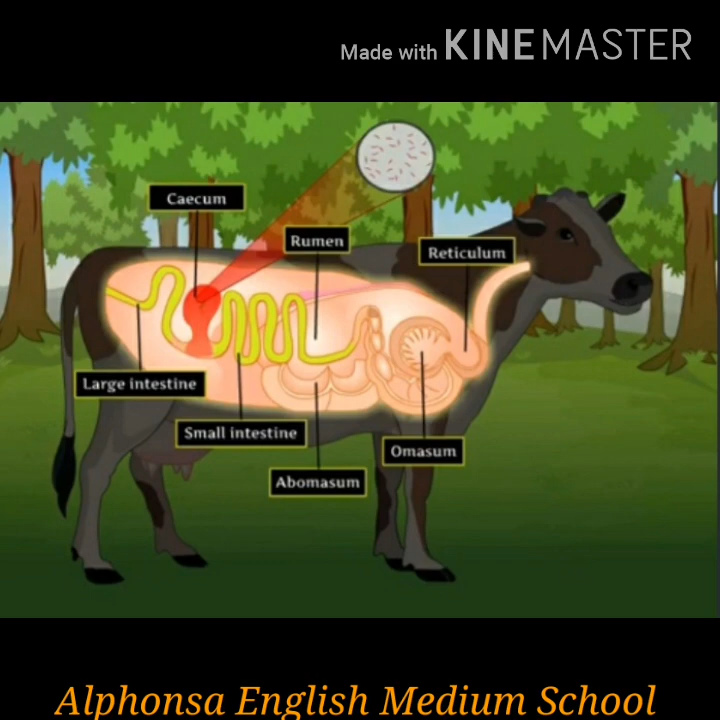 Made with KINEMASTER
Caecum
Rumen
Reticulum
Large intestine
Small intestine
Omasum
Abomasum
Alphonsa English Medium School